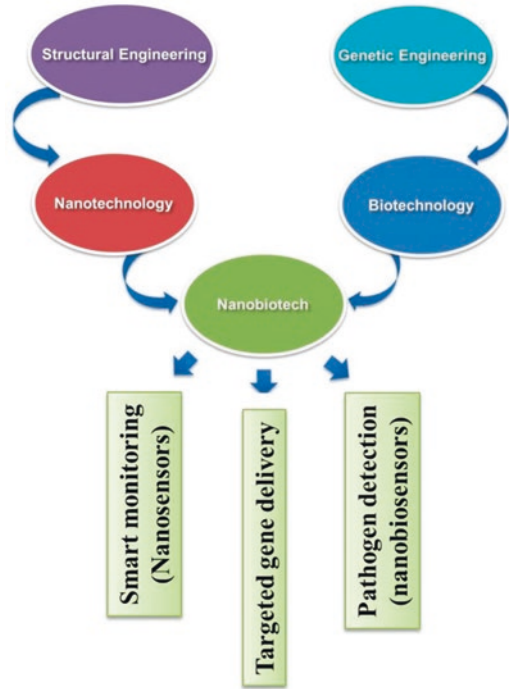 Structural Engineering
Genetic Engineering
Nanotechnology
Biotechnology
Nanobiotech
Smart monitoring
(Nanosensors)
Targeted gene delivery
Pathogen detection
(nanobiosensors)